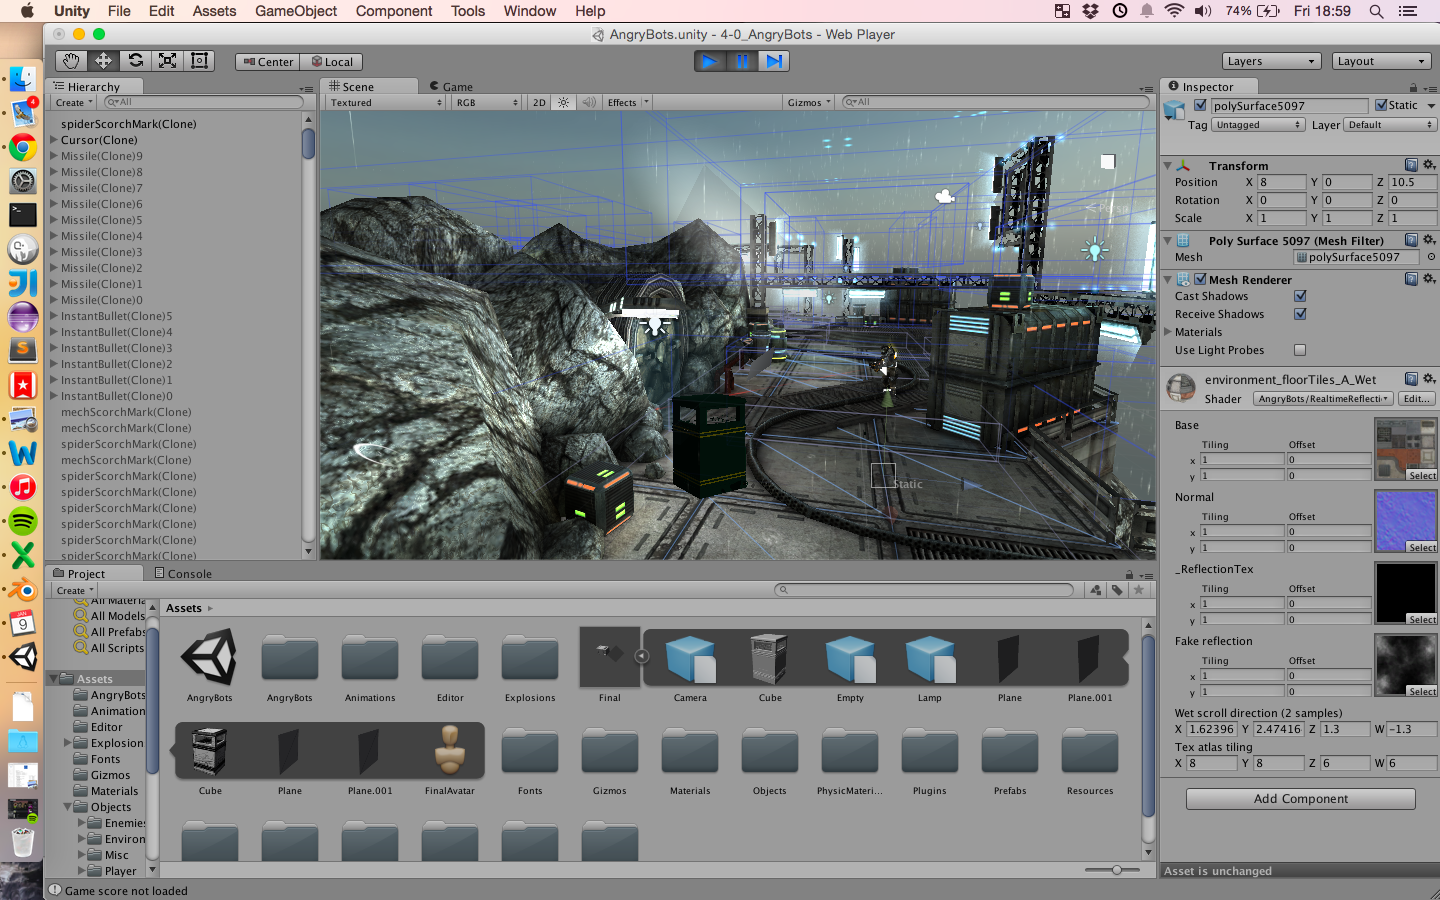 Unity File Edit Assets GameObject Component Tools Window Help 74% Fri 18:59
AngryBots.unity - 4-0_AngryBots - Web Player
Center Local Layers Layout
Hierarchy
Create All
spiderScorchMark(Clone)
Cursor(Clone)
Missile(Clone)9
Missile(Clone)8
Missile(Clone)7
Missile(Clone)6
Missile(Clone)5
Missile(Clone)4
Missile(Clone)3
Missile(Clone)2
Missile(Clone)1
Missile(Clone)0
InstantBullet(Clone)5
InstantBullet(Clone)4
InstantBullet(Clone)3
InstantBullet(Clone)2
InstantBullet(Clone)1
InstantBullet(Clone)0
mechScorchMark(Clone)
mechScorchMark(Clone)
spiderScorchMark(Clone)
mechScorchMark(Clone)
spiderScorchMark(Clone)
spiderScorchMark(Clone)
spiderScorchMark(Clone)
spiderScorchMark(Clone)
spiderScorchMark(Clone)
spiderScorchMark(Clone)
Scene Game
Textured RGB 2D Effects Gizmos All
Persp
Static
Inspector
polySurface5097 Static
Tag Untagged Layer Default
Transform
Position X 8 Y 0 Z 10.5
Rotation X 0 Y 0 Z 0
Scale X 1 Y 1 Z 1
Poly Surface 5097 (Mesh Filter)
Mesh polySurface5097
Mesh Renderer
Cast Shadows
Receive Shadows
Materials
Use Light Probes
environment_floorTiles_A_Wet
Shader AngryBots/RealtimeReflecti Edit...
Base
Tiling Offset
x 1 0
y 1 0 Select
Normal
Tiling Offset
x 1 0
y 1 0 Select
_ReflectionTex
Tiling Offset
x 1 0
y 1 0 Select
Fake reflection
Tiling Offset
x 1 0
y 1 0 Select
Wet scroll direction (2 samples)
X 1.62396 Y 2.47416 Z 1.3 W -1.3
Tex atlas tiling
X 8 Y 8 Z 6 W 6
Add Component
Asset is unchanged
Project Console
Create
All Materia
All Models
All Prefabs
All Scripts
Assets
AngryBots
Animation
Editor
Explosion
Fonts
Gizmos
Materials
Objects
Enemies
Environ
Misc
Player
Assets
AngryBots AngryBots Animations Editor Explosions Final Camera Cube Empty Lamp Plane Plane.001
Cube Plane Plane.001 FinalAvatar Fonts Gizmos Materials Objects PhysicMateri... Plugins Prefabs Resources
Game score not loaded
4
JAN
9